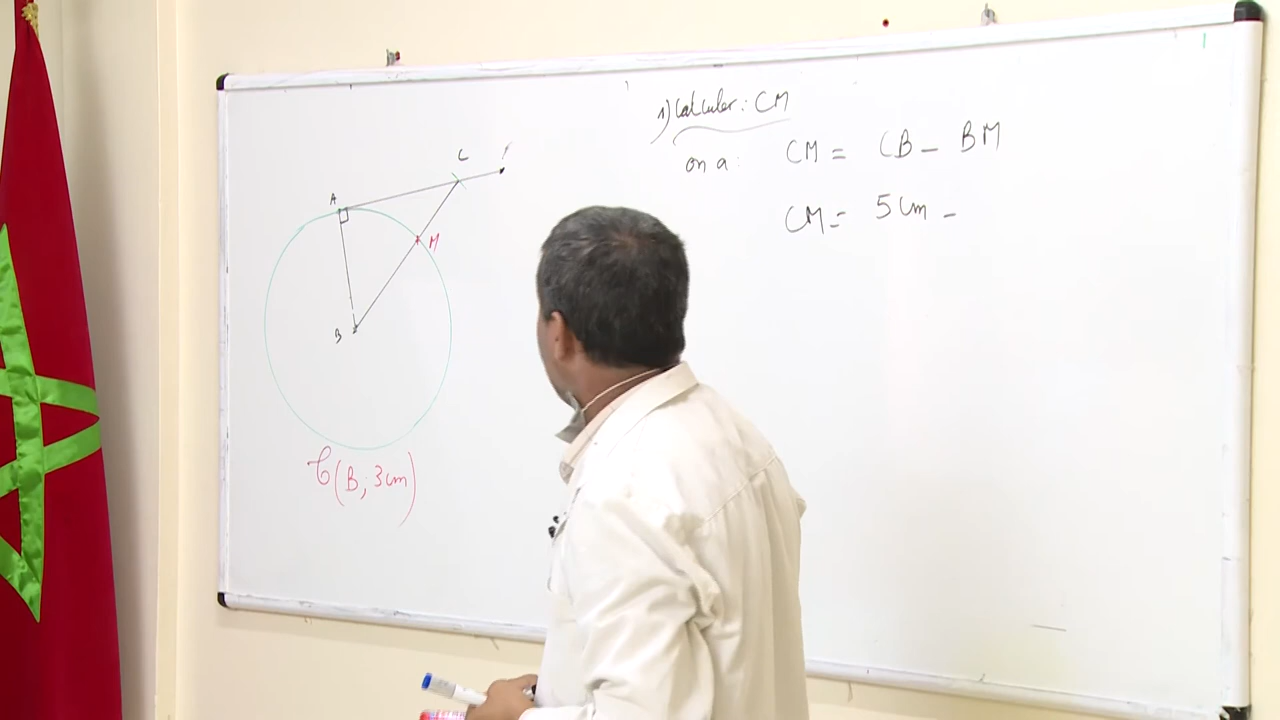 1) Calculer : CM
on a : CM = CB - BM
CM = 5cm -
C
A
M
B
C(B; 3cm)